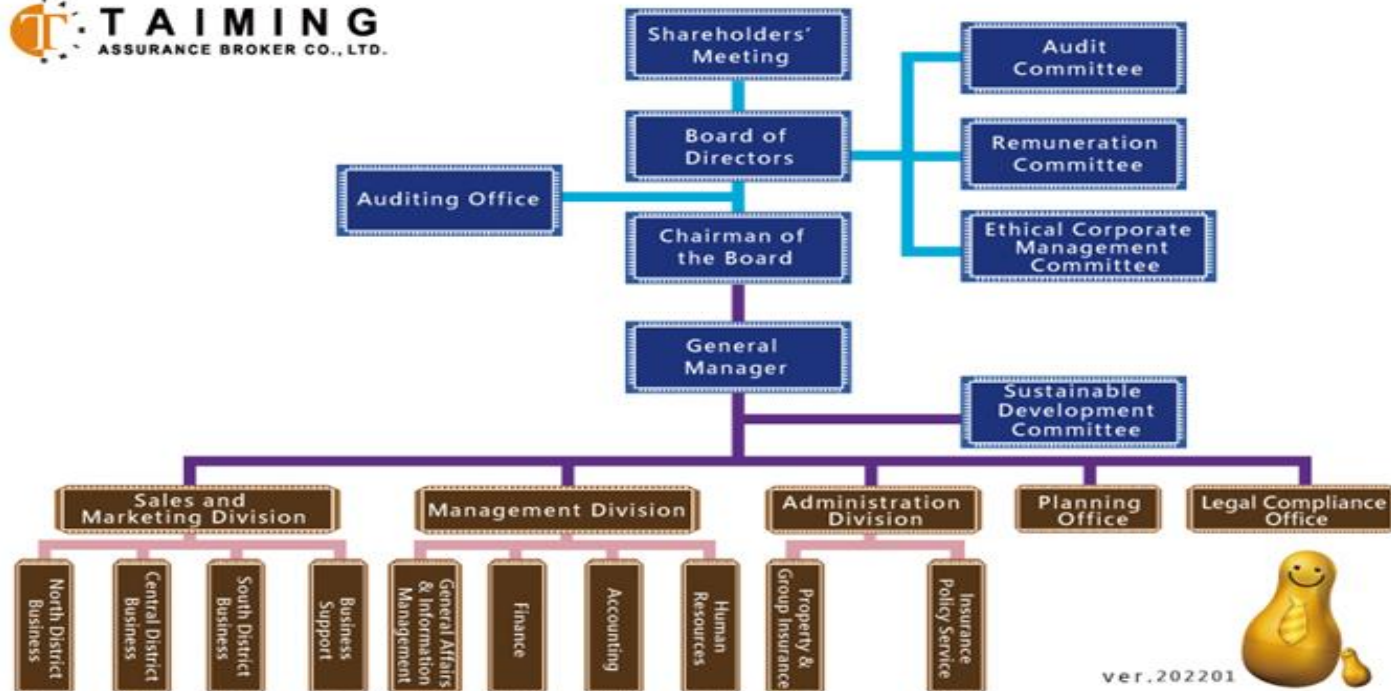 TAIMING
ASSURANCE BROKER CO., LTD.
Shareholders'
Meeting
Audit
Committee
Board of
Directors
Remuneration
Committee
Auditing Office
Chairman of
the Board
Ethical Corporate
Management
Committee
General
Manager
Sustainable
Development
Committee
Sales and
Marketing Division
Management Division
Administration
Division
Planning
Office
Legal Compliance
Office
North District
Business
Central District
Business
South District
Business
Business
Support
General Affairs
& Information
Management
Finance
Accounting
Human
Resources
Property &
Group Insurance
Insurance
Policy Service
ver.202201